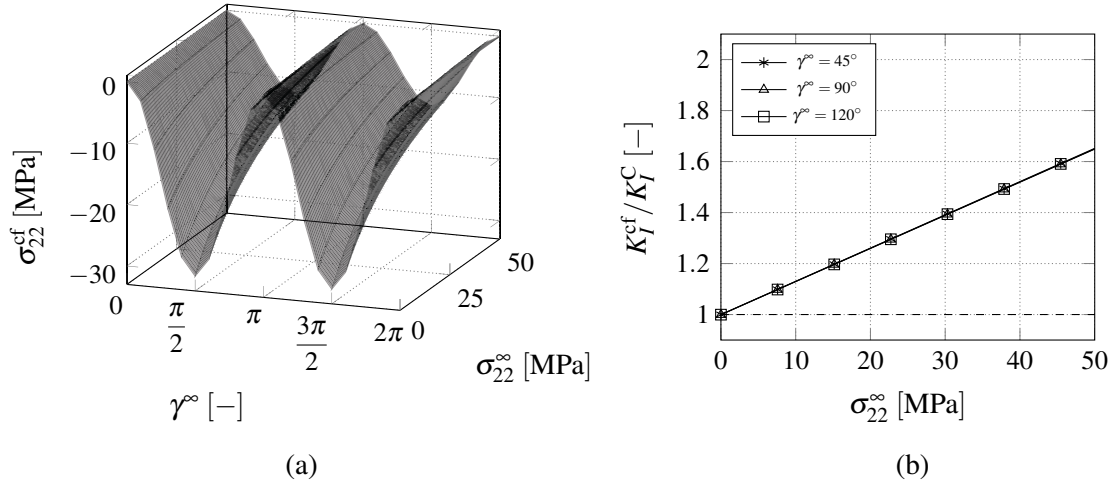 0
−10
−20
−30
σ₂₂ᶜᶠ [MPa]
0
π/2
π
3π/2
2π
0
25
50
σ₂₂^∞ [MPa]
γ^∞ [−]
(a)
2
1.8
1.6
1.4
1.2
1
K_I^cf/K_I^C [−]
γ^∞ = 45°
γ^∞ = 90°
γ^∞ = 120°
0 10 20 30 40 50
σ₂₂^∞ [MPa]
(b)